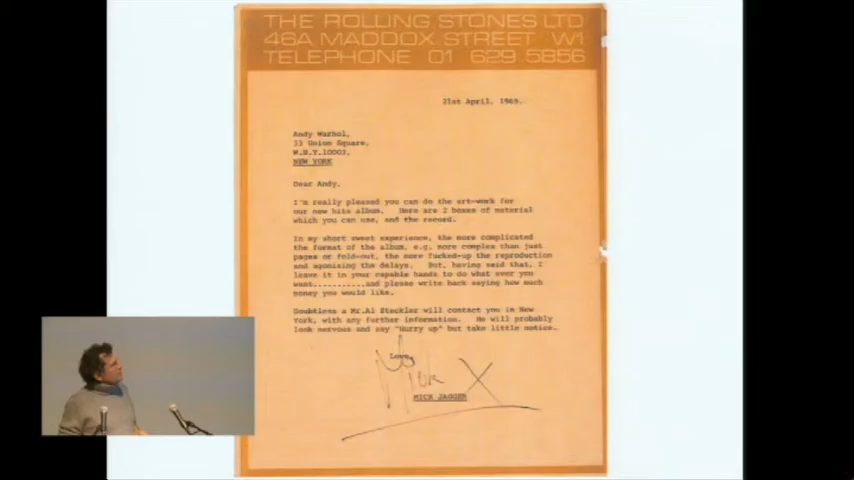 THE ROLLING STONES LTD
46A MADDOX STREET W1
TELEPHONE 01 629 5856
21st April, 1969.
Andy Warhol,
33 Union Square,
W.N.Y.10003,
NEW YORK
Dear Andy,
I'm really pleased you can do the art-work for
our new hits album. Here are 2 boxes of material
which you can use, and the record.
In my short sweet experience, the more complicated
the format of the album, e.g. more complex than just
pages or fold-out, the more fucked-up the reproduction
and agonising the delays. But, having said that, I
leave it in your capable hands to do what ever you
want..........and please write back saying how much
money you would like.
Doubtless a Mr.Al Steckler will contact you in New
York, with any further information. He will probably
look nervous and say "Hurry up" but take little notice.
Love,
Mick X
MICK JAGGER